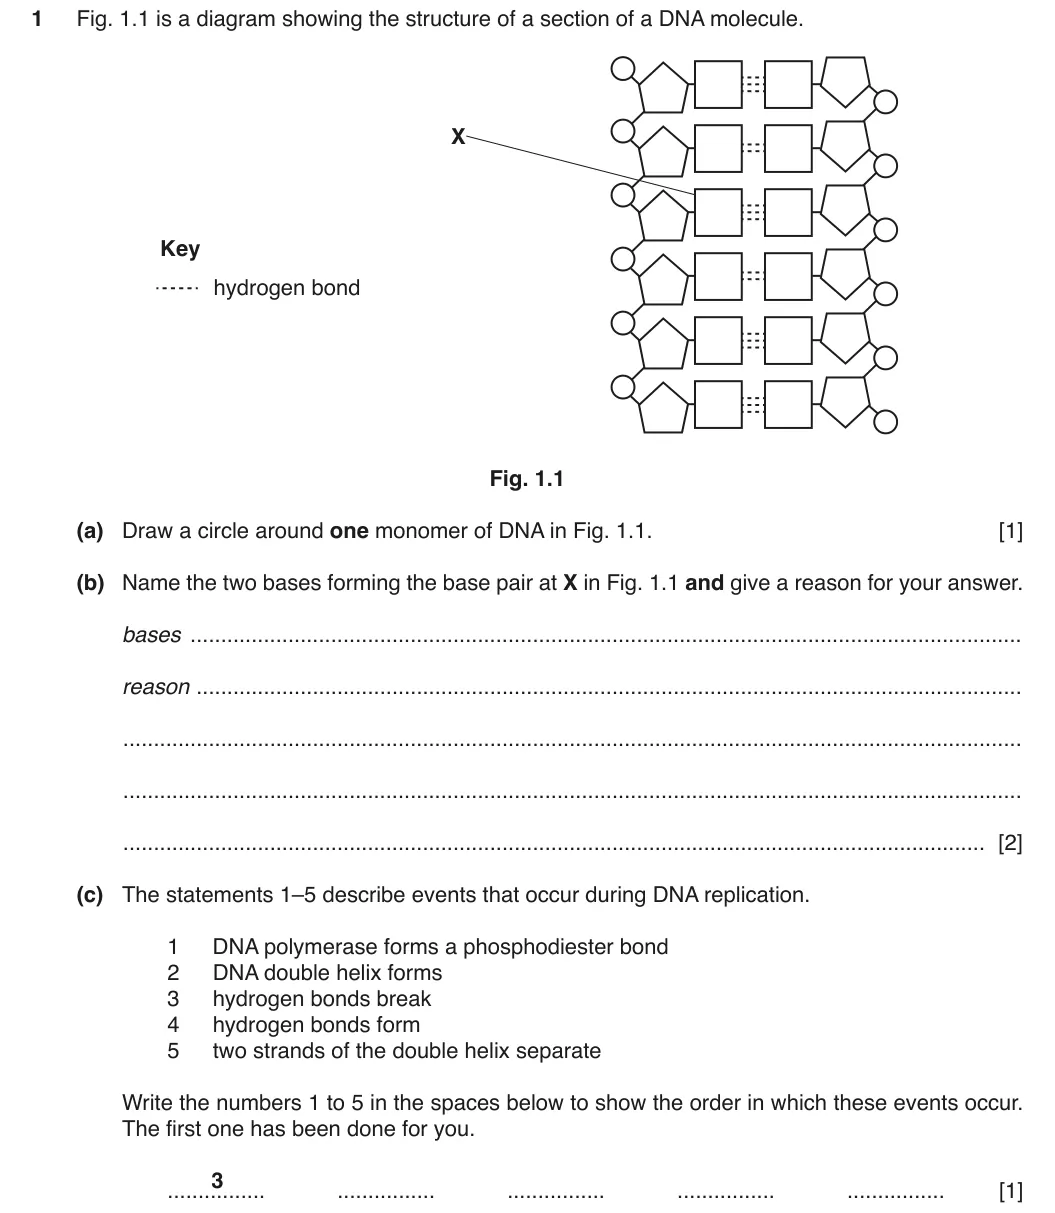 1 Fig. 1.1 is a diagram showing the structure of a section of a DNA molecule.
X
Key
hydrogen bond
Fig. 1.1
(a) Draw a circle around one monomer of DNA in Fig. 1.1. [1]
(b) Name the two bases forming the base pair at X in Fig. 1.1 and give a reason for your answer.
bases ................................................................
reason ................................................................
................................................................
................................................................
................................................................ [2]
(c) The statements 1–5 describe events that occur during DNA replication.
1 DNA polymerase forms a phosphodiester bond
2 DNA double helix forms
3 hydrogen bonds break
4 hydrogen bonds form
5 two strands of the double helix separate
Write the numbers 1 to 5 in the spaces below to show the order in which these events occur.
The first one has been done for you.
3
................ ................ ................ ................ ................ [1]